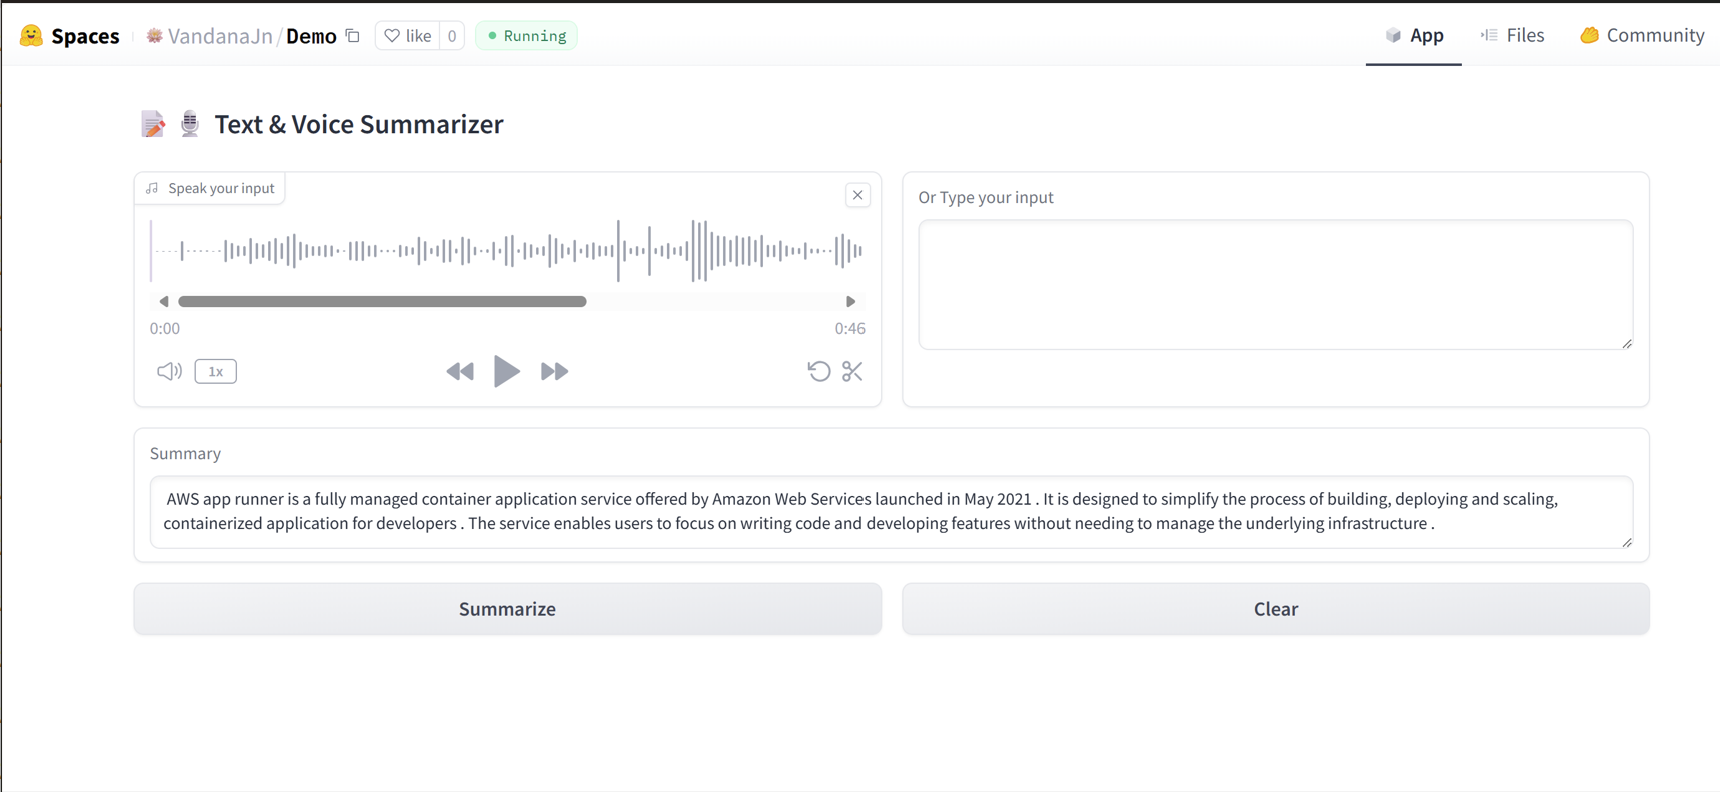 Spaces VandanaJn/Demo like 0 Running App Files Community
Text & Voice Summarizer
Speak your input
0:00 0:46
1x
Or Type your input
Summary
AWS app runner is a fully managed container application service offered by Amazon Web Services launched in May 2021 . It is designed to simplify the process of building, deploying and scaling,
containerized application for developers . The service enables users to focus on writing code and developing features without needing to manage the underlying infrastructure .
Summarize Clear